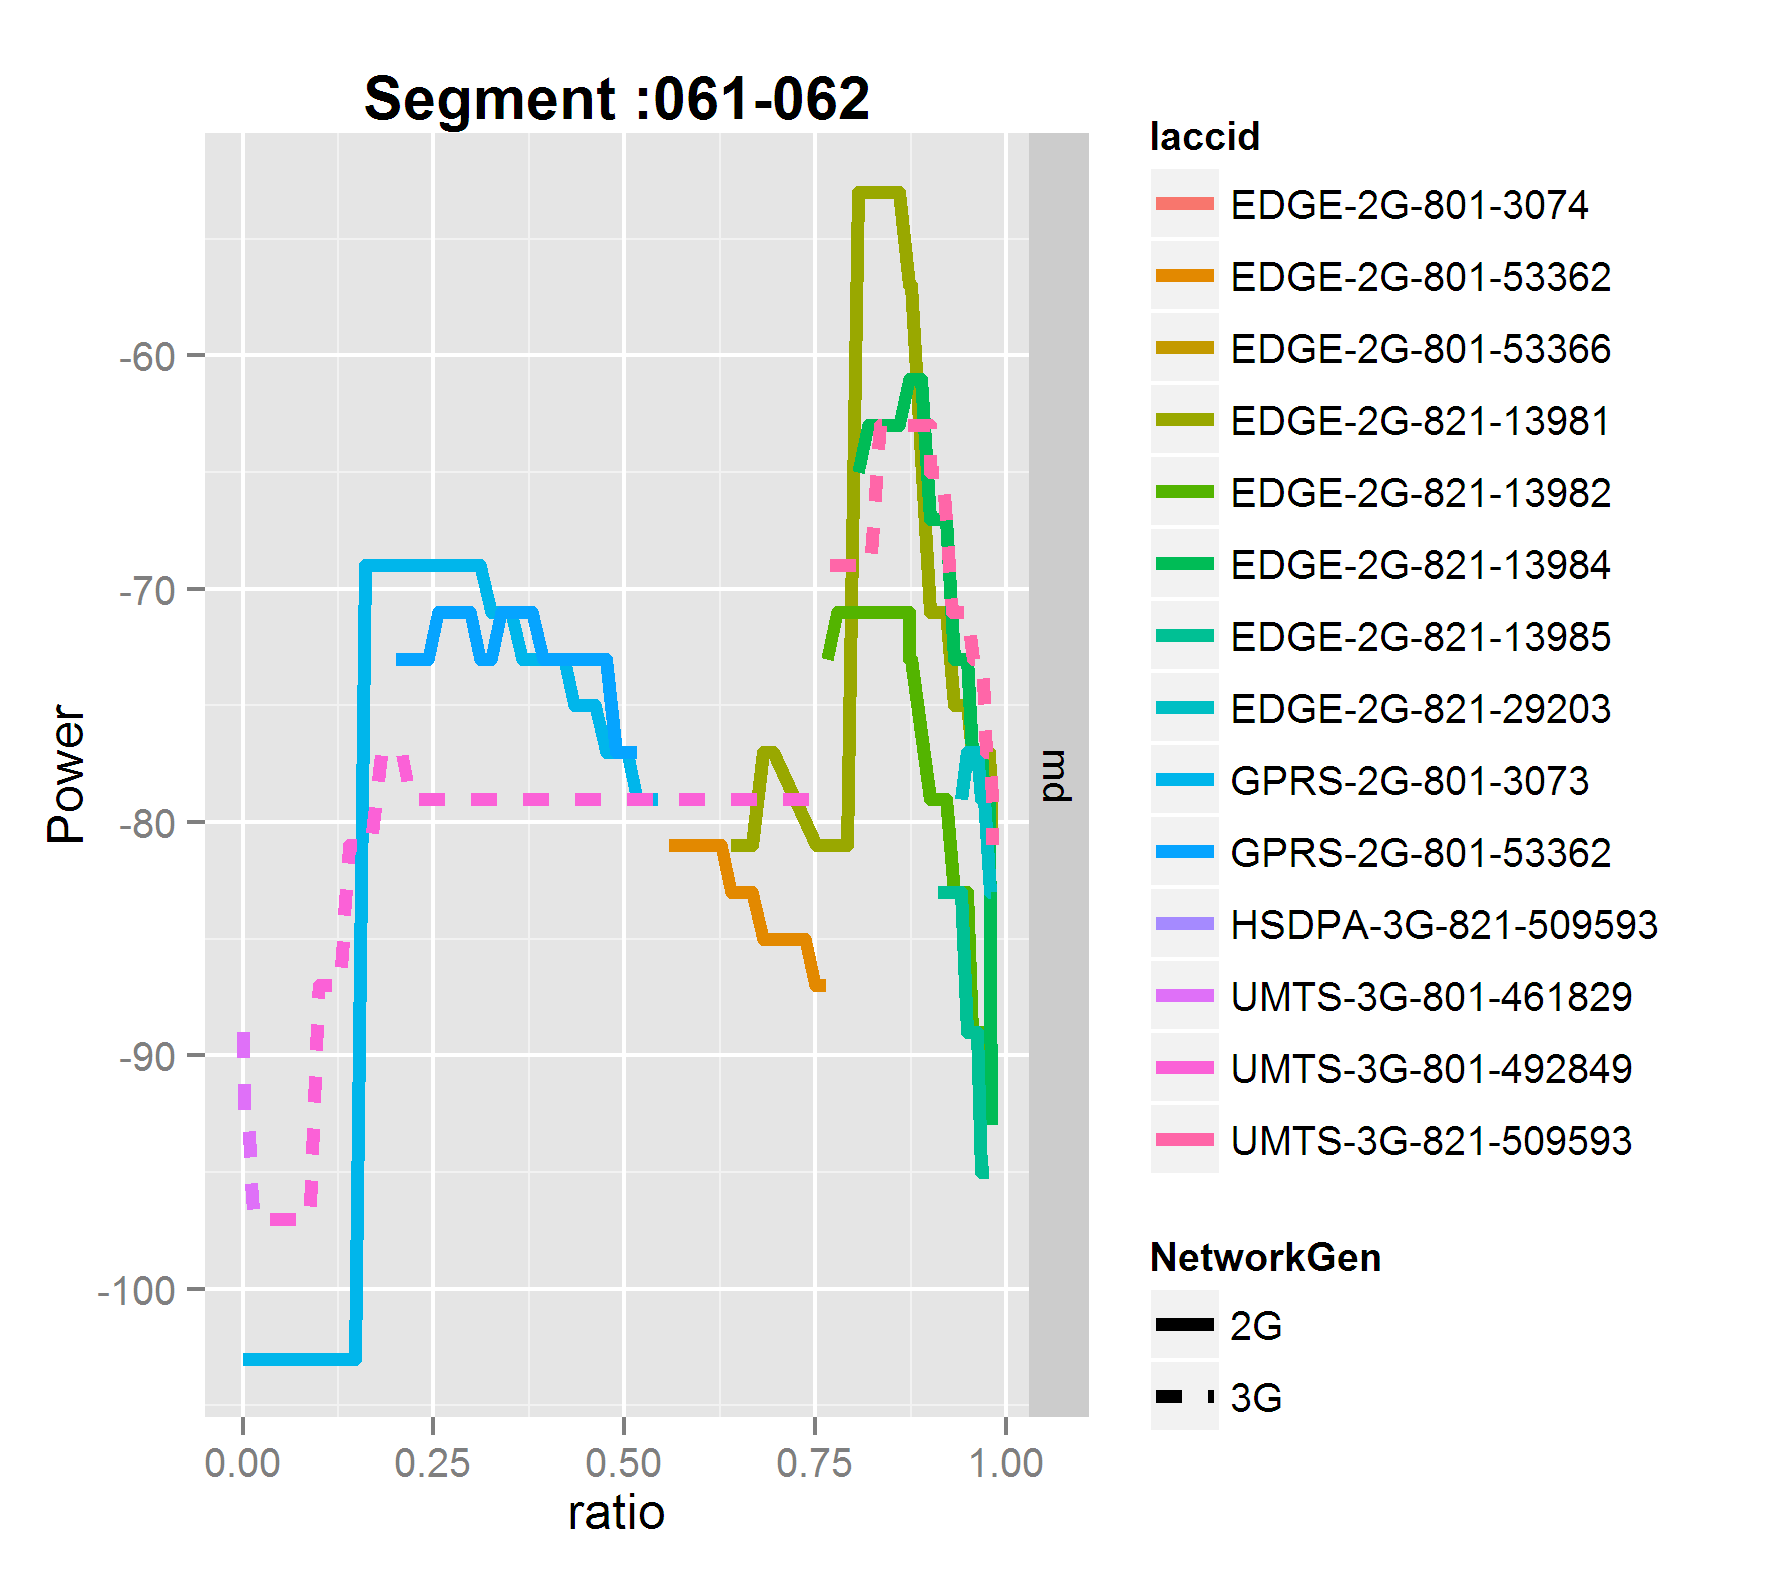 Segment :061-062
Power
-60
-70
-80
-90
-100
0.00
0.25
0.50
0.75
1.00
ratio
md
laccid
EDGE-2G-801-3074
EDGE-2G-801-53362
EDGE-2G-801-53366
EDGE-2G-821-13981
EDGE-2G-821-13982
EDGE-2G-821-13984
EDGE-2G-821-13985
EDGE-2G-821-29203
GPRS-2G-801-3073
GPRS-2G-801-53362
HSDPA-3G-821-509593
UMTS-3G-801-461829
UMTS-3G-801-492849
UMTS-3G-821-509593
NetworkGen
2G
3G